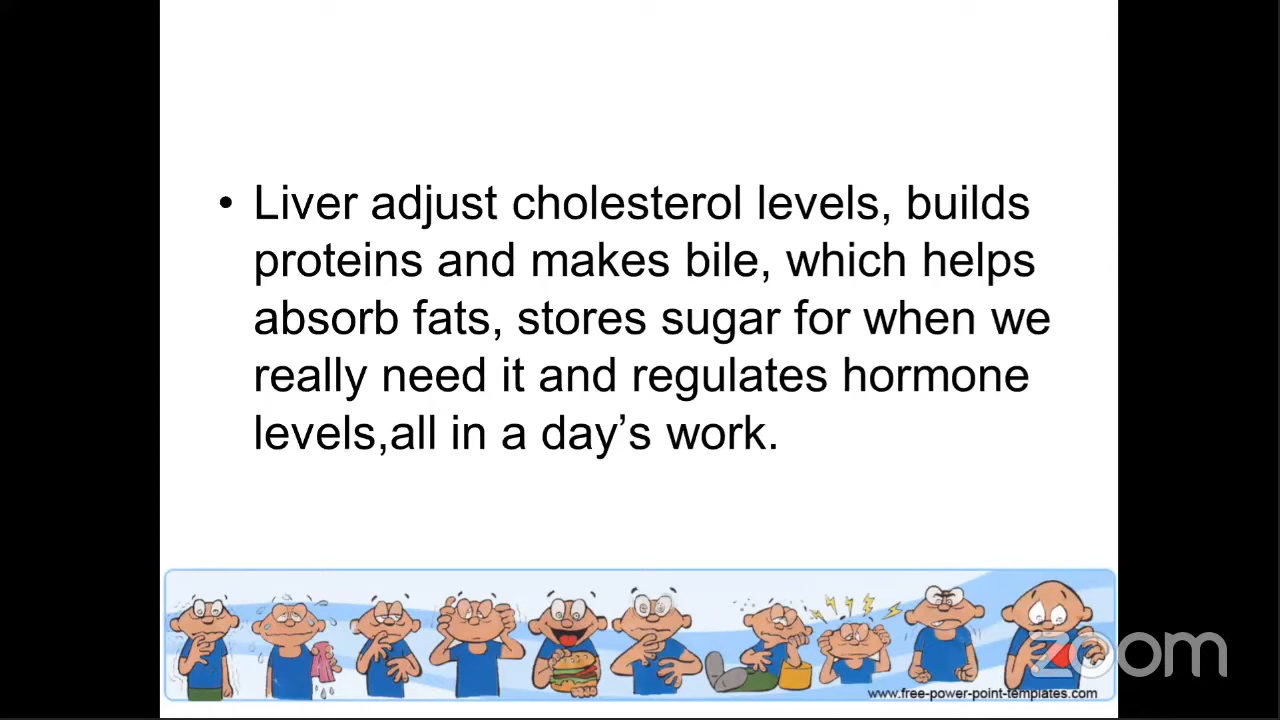 • Liver adjust cholesterol levels, builds
proteins and makes bile, which helps
absorb fats, stores sugar for when we
really need it and regulates hormone
levels,all in a day’s work.
www.free-power-point-templates.com
zoom